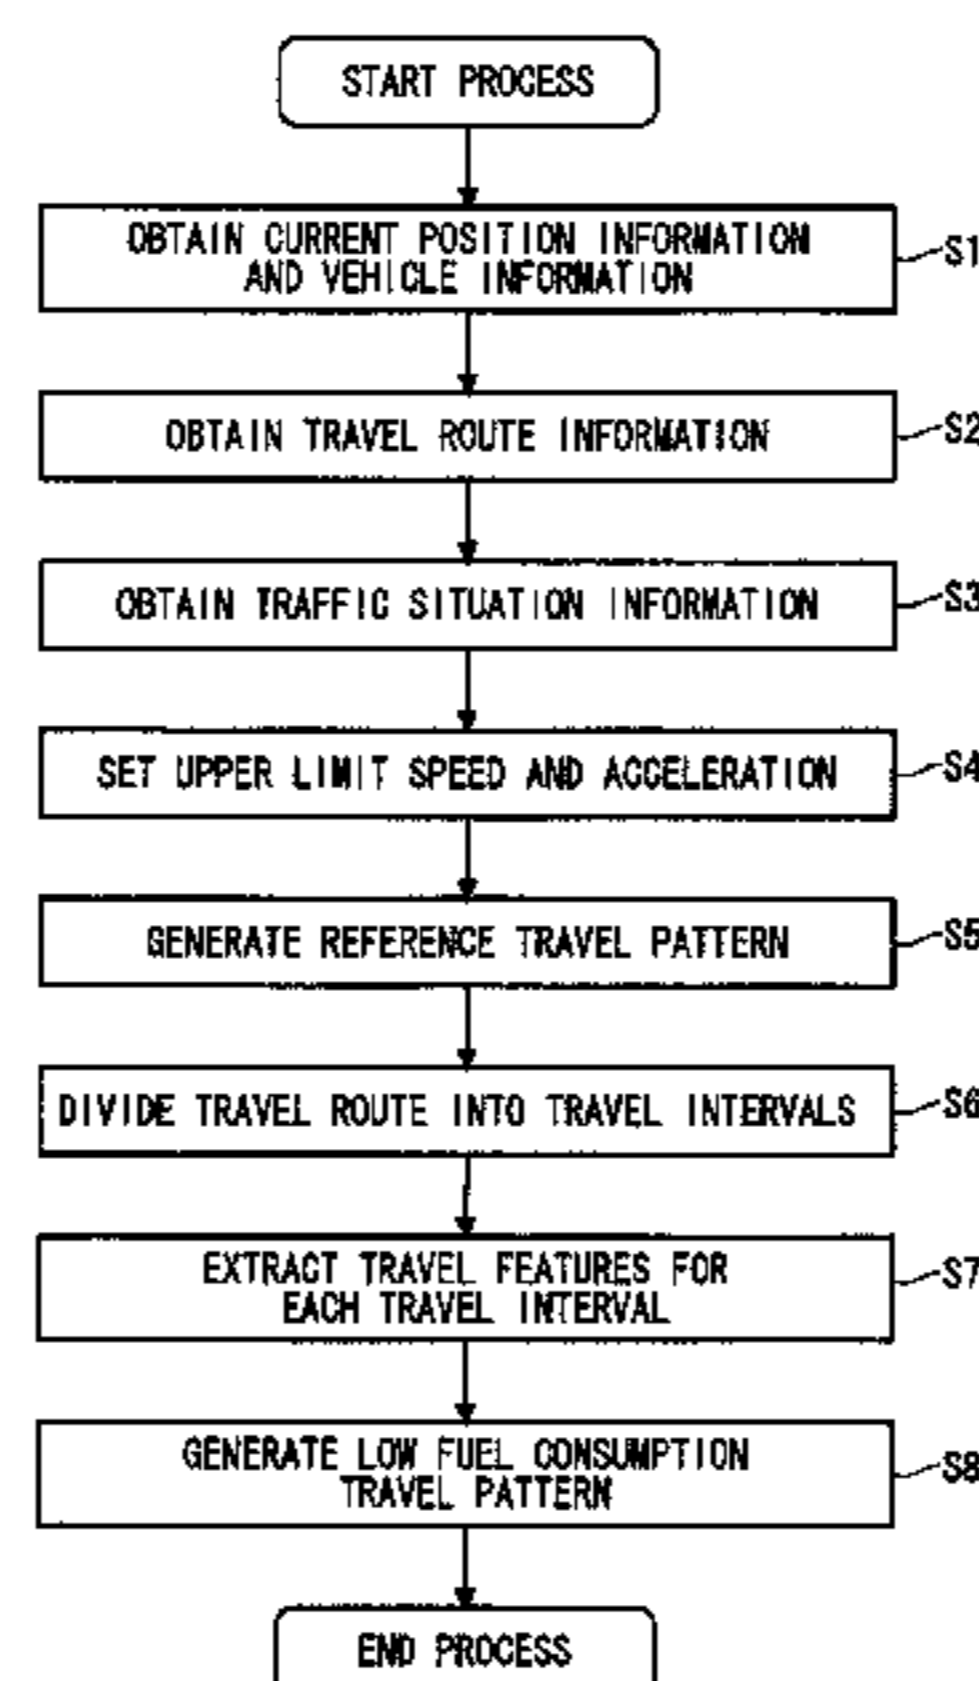 START PROCESS
OBTAIN CURRENT POSITION INFORMATION
AND VEHICLE INFORMATION
S1
OBTAIN TRAVEL ROUTE INFORMATION
S2
OBTAIN TRAFFIC SITUATION INFORMATION
S3
SET UPPER LIMIT SPEED AND ACCELERATION
S4
GENERATE REFERENCE TRAVEL PATTERN
S5
DIVIDE TRAVEL ROUTE INTO TRAVEL INTERVALS
S6
EXTRACT TRAVEL FEATURES FOR
EACH TRAVEL INTERVAL
S7
GENERATE LOW FUEL CONSUMPTION
TRAVEL PATTERN
S8
END PROCESS